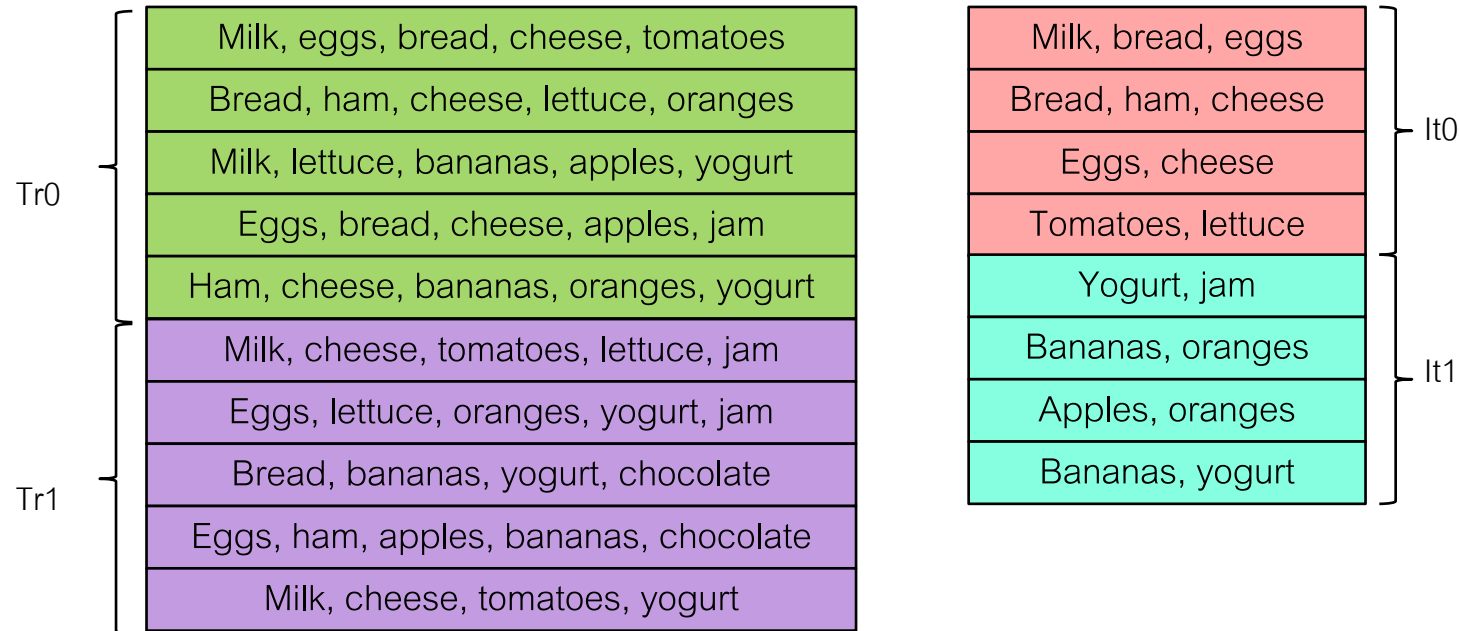 Tr0
Milk, eggs, bread, cheese, tomatoes
Bread, ham, cheese, lettuce, oranges
Milk, lettuce, bananas, apples, yogurt
Eggs, bread, cheese, apples, jam
Ham, cheese, bananas, oranges, yogurt
Tr1
Milk, cheese, tomatoes, lettuce, jam
Eggs, lettuce, oranges, yogurt, jam
Bread, bananas, yogurt, chocolate
Eggs, ham, apples, bananas, chocolate
Milk, cheese, tomatoes, yogurt
Milk, bread, eggs
Bread, ham, cheese
Eggs, cheese
Tomatoes, lettuce
It0
Yogurt, jam
Bananas, oranges
Apples, oranges
Bananas, yogurt
It1